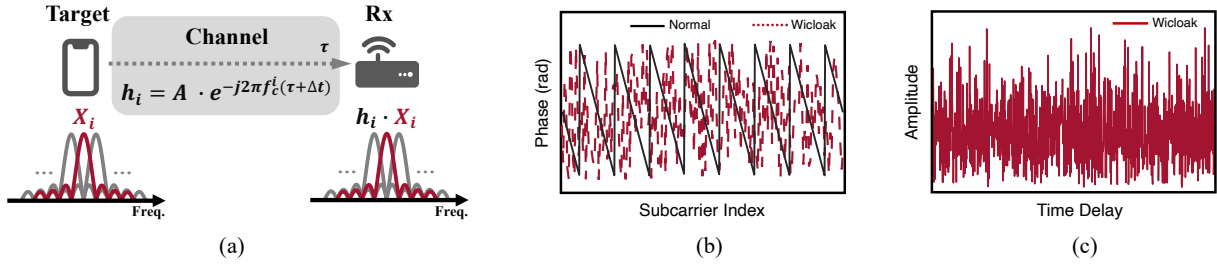 Target
Rx
Channel
τ
h_i = A · e^{-j2πf_c^i(τ+Δt)}
X_i
h_i · X_i
...
...
...
...
Freq.
Freq.
(a)
Normal
Wicloak
Phase (rad)
Subcarrier Index
(b)
Wicloak
Amplitude
Time Delay
(c)